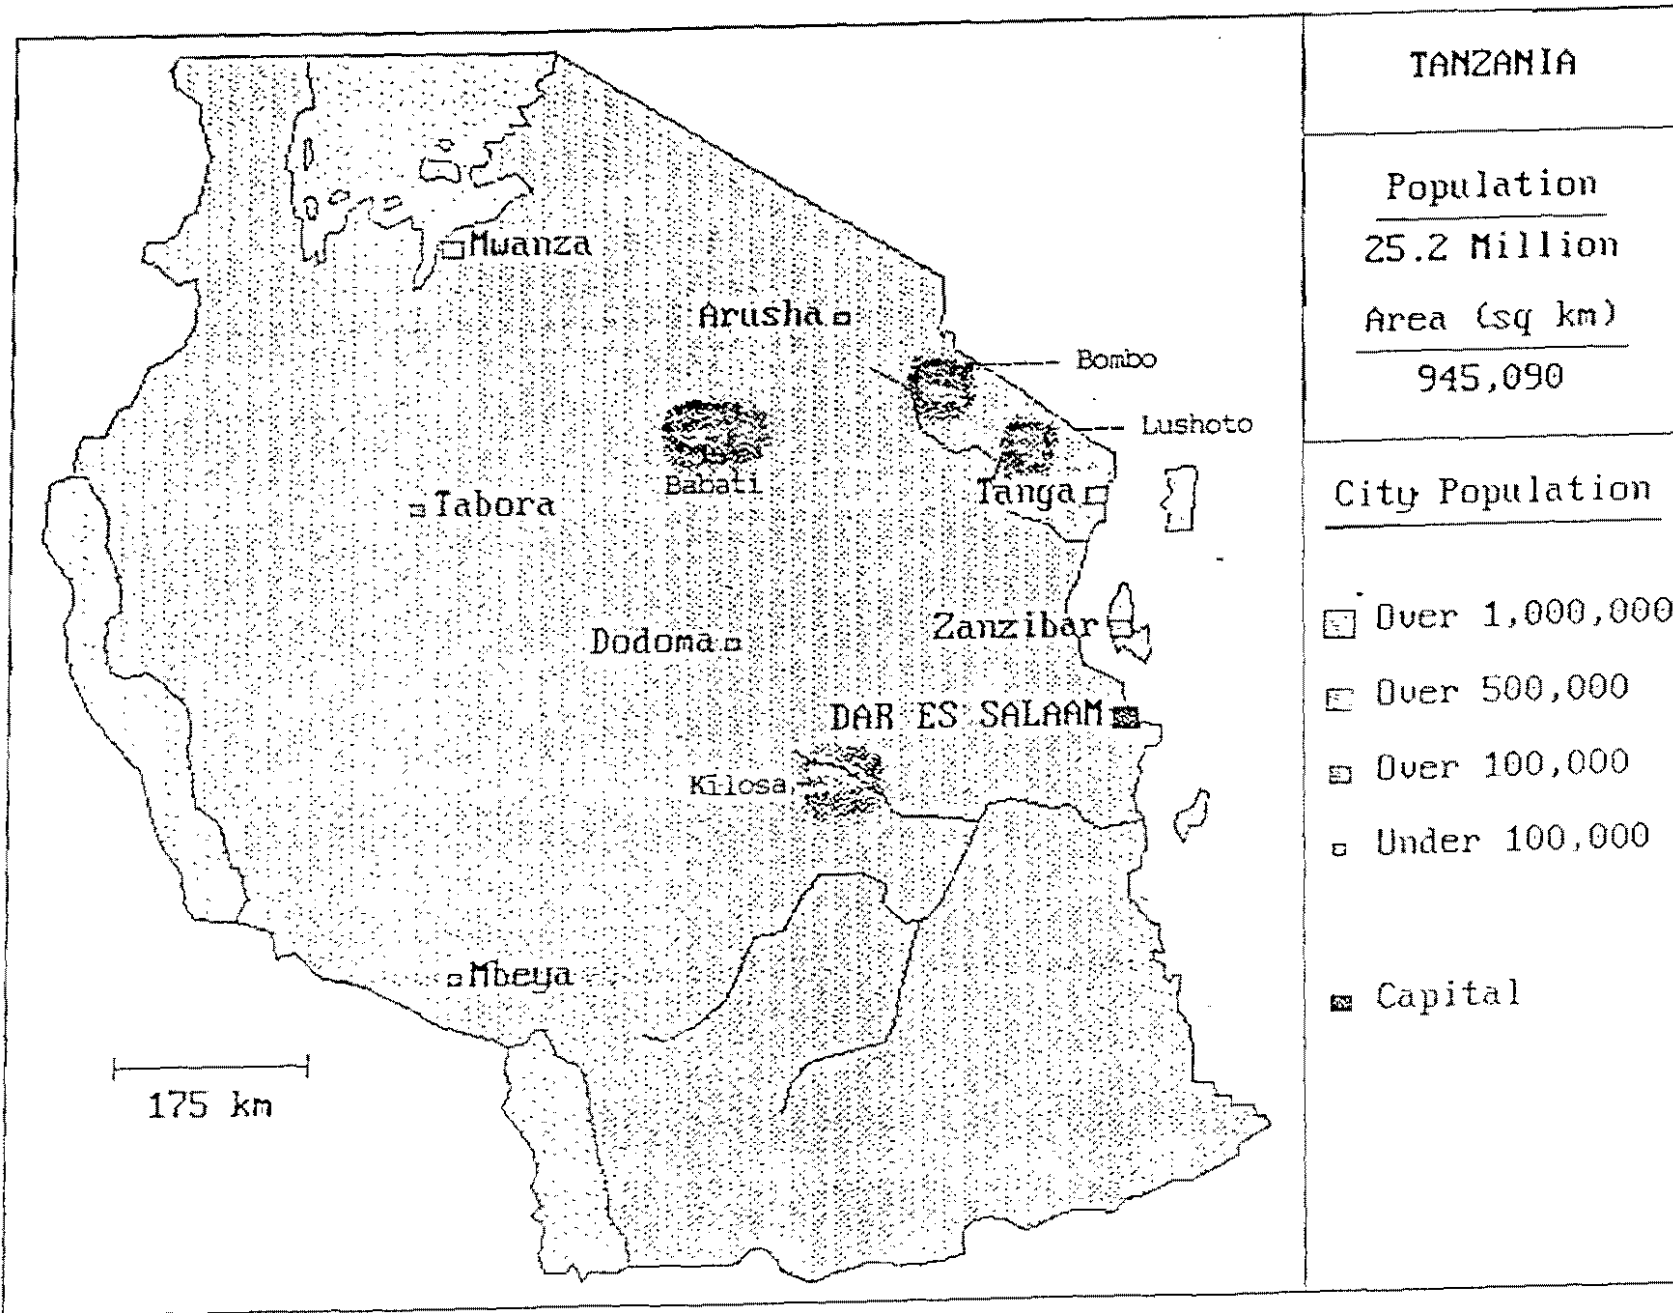 TANZANIA
Population
25.2 Million
Area (sq km)
945,090
City Population
Over 1,000,000
Over 500,000
Over 100,000
Under 100,000
Capital
Mwanza
Arusha
Bombo
Lushoto
Babati
Tanga
Tabora
Zanzibar
Dodoma
DAR ES SALAAM
Kilosa
Mbeya
175 km